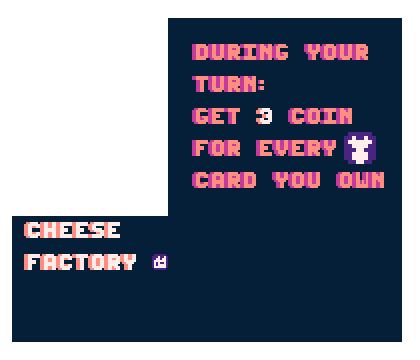 DURING YOUR
TURN:
GET 3 COIN
FOR EVERY
CARD YOU OWN
CHEESE
FACTORY